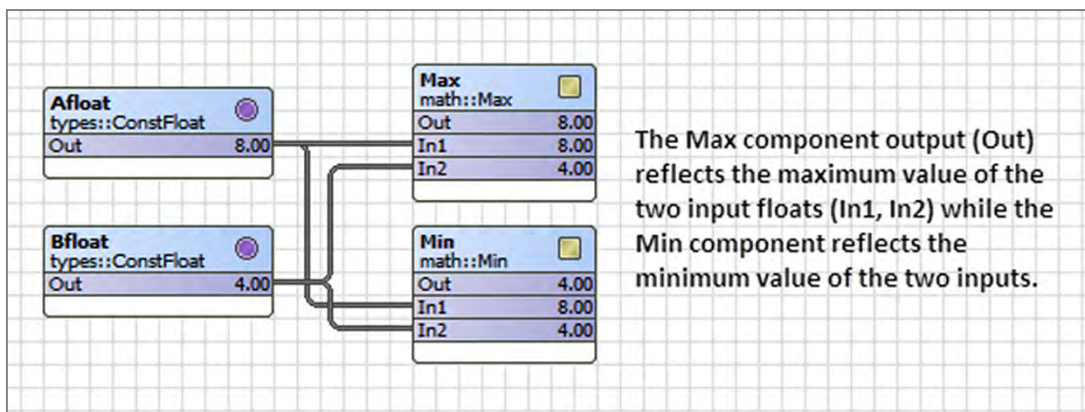 Afloat
types::ConstFloat
Out 8.00
Bfloat
types::ConstFloat
Out 4.00
Max
math::Max
Out 8.00
In1 8.00
In2 4.00
Min
math::Min
Out 4.00
In1 8.00
In2 4.00
The Max component output (Out)
reflects the maximum value of the
two input floats (In1, In2) while the
Min component reflects the
minimum value of the two inputs.